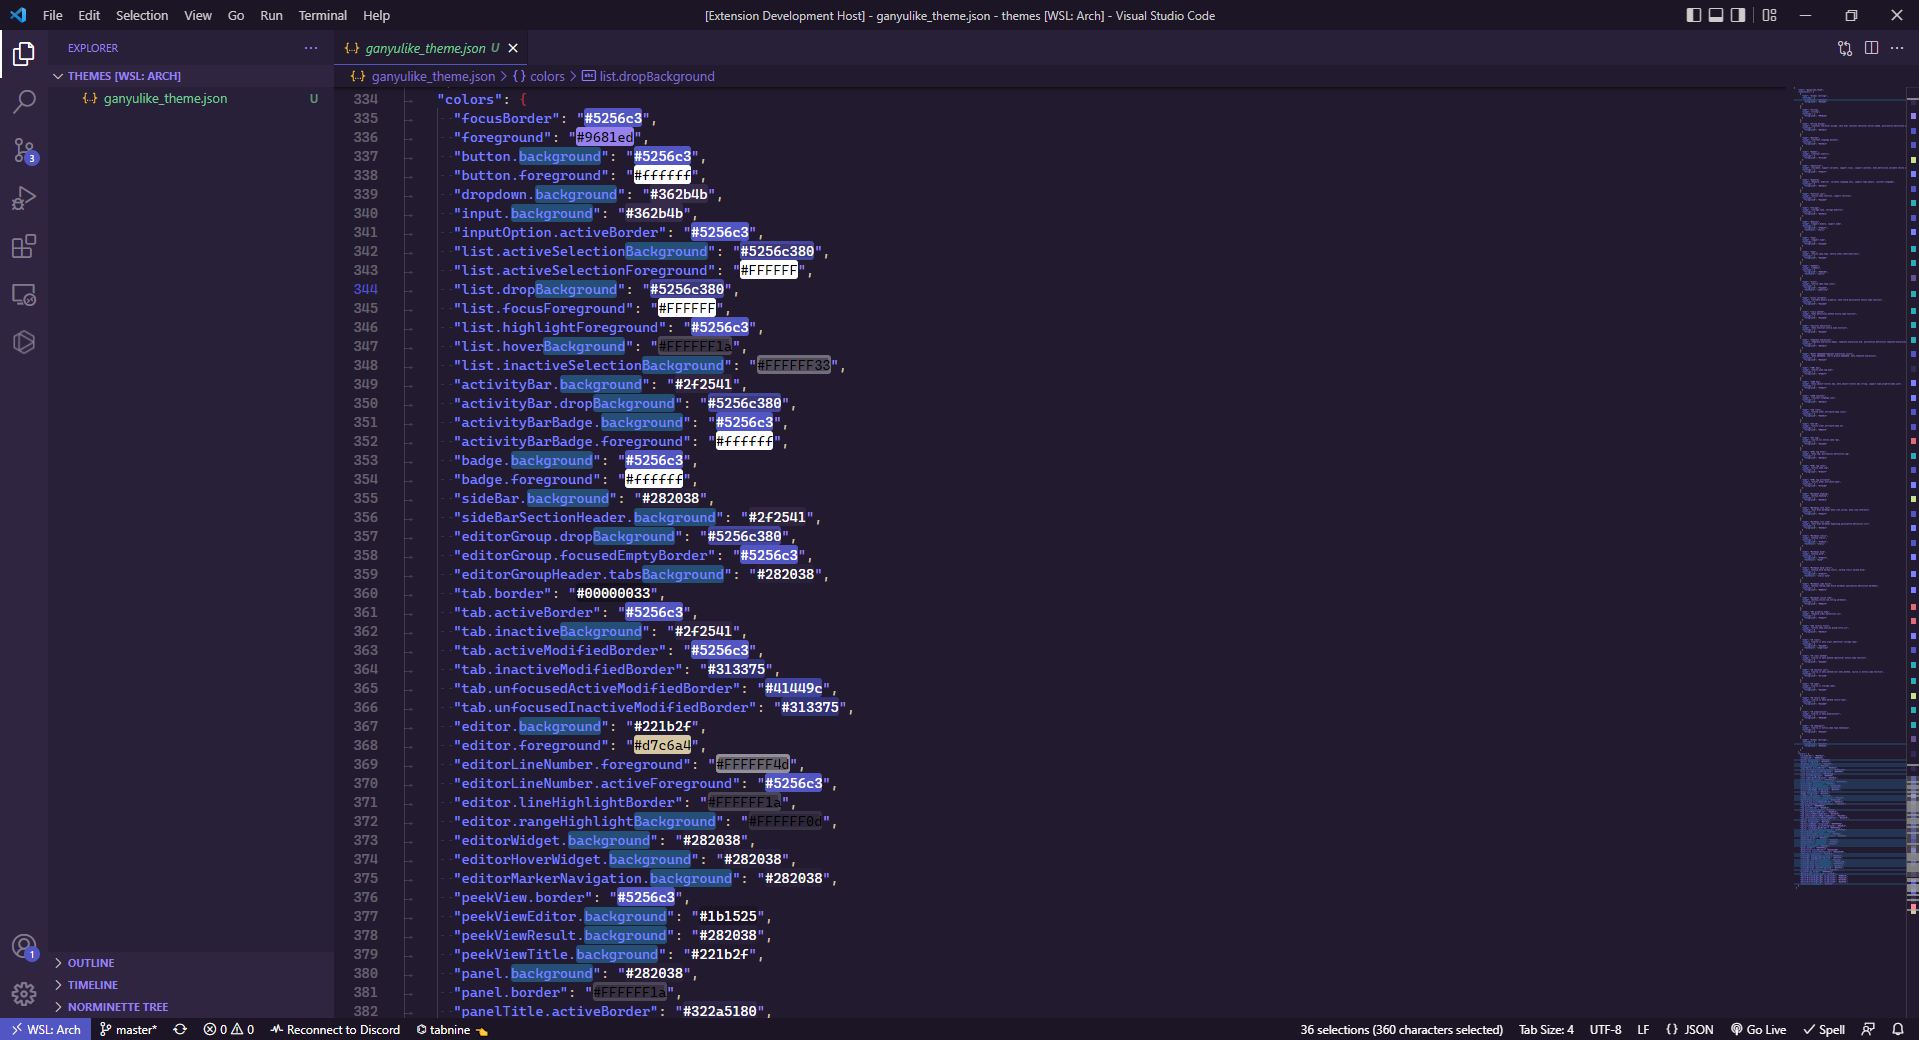 File Edit Selection View Go Run Terminal Help [Extension Development Host] - ganyulike_theme.json - themes [WSL: Arch] - Visual Studio Code
EXPLORER ···
THEMES [WSL: ARCH]
{} ganyulike_theme.json U
{} ganyulike_theme.json U
{} ganyulike_theme.json > {} colors > abc list.dropBackground
334 "colors": {
335 "focusBorder": "#5256c3",
336 "foreground": "#9681ed",
337 "button.background": "#5256c3",
338 "button.foreground": "#ffffff",
339 "dropdown.background": "#362b4b",
340 "input.background": "#362b4b",
341 "inputOption.activeBorder": "#5256c3",
342 "list.activeSelectionBackground": "#5256c380",
343 "list.activeSelectionForeground": "#FFFFFF",
344 "list.dropBackground": "#5256c380",
345 "list.focusForeground": "#FFFFFF",
346 "list.highlightForeground": "#5256c3",
347 "list.hoverBackground": "#FFFFFF1a",
348 "list.inactiveSelectionBackground": "#FFFFFF33",
349 "activityBar.background": "#2f2541",
350 "activityBar.dropBackground": "#5256c380",
351 "activityBarBadge.background": "#5256c3",
352 "activityBarBadge.foreground": "#ffffff",
353 "badge.background": "#5256c3",
354 "badge.foreground": "#ffffff",
355 "sideBar.background": "#282038",
356 "sideBarSectionHeader.background": "#2f2541",
357 "editorGroup.dropBackground": "#5256c380",
358 "editorGroup.focusedEmptyBorder": "#5256c3",
359 "editorGroupHeader.tabsBackground": "#282038",
360 "tab.border": "#00000033",
361 "tab.activeBorder": "#5256c3",
362 "tab.inactiveBackground": "#2f2541",
363 "tab.activeModifiedBorder": "#5256c3",
364 "tab.inactiveModifiedBorder": "#313375",
365 "tab.unfocusedActiveModifiedBorder": "#41449c",
366 "tab.unfocusedInactiveModifiedBorder": "#313375",
367 "editor.background": "#221b2f",
368 "editor.foreground": "#d7c6a4",
369 "editorLineNumber.foreground": "#FFFFFF4d",
370 "editorLineNumber.activeForeground": "#5256c3",
371 "editor.lineHighlightBorder": "#FFFFFF1a",
372 "editor.rangeHighlightBackground": "#FFFFFF0d",
373 "editorWidget.background": "#282038",
374 "editorHoverWidget.background": "#282038",
375 "editorMarkerNavigation.background": "#282038",
376 "peekView.border": "#5256c3",
377 "peekViewEditor.background": "#1b1525",
378 "peekViewResult.background": "#282038",
379 "peekViewTitle.background": "#221b2f",
380 "panel.background": "#282038",
381 "panel.border": "#FFFFFF1a",
382 "panelTitle.activeBorder": "#322a5180",
3
1
OUTLINE
TIMELINE
NORMINETTE TREE
WSL: Arch master* 0 0 Reconnect to Discord tabnine 👈 36 selections (360 characters selected) Tab Size: 4 UTF-8 LF {} JSON Go Live Spell